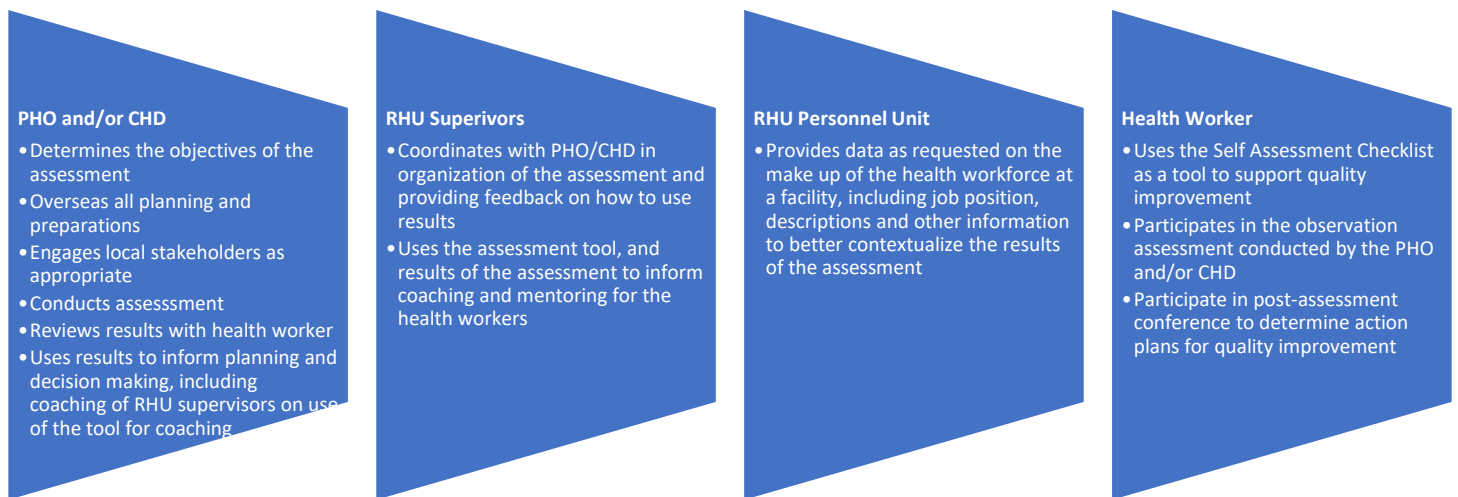 PHO and/or CHD
•Determines the objectives of the
assessment
•Overseas all planning and
preparations
•Engages local stakeholders as
appropriate
•Conducts assesssment
•Reviews results with health worker
•Uses results to inform planning and
decision making, including
coaching of RHU supervisors on use
of the tool for coaching
RHU Superivors
•Coordinates with PHO/CHD in
organization of the assessment and
providing feedback on how to use
results
•Uses the assessment tool, and
results of the assessment to inform
coaching and mentoring for the
health workers
RHU Personnel Unit
•Provides data as requested on the
make up of the health workforce at
a facility, including job position,
descriptions and other information
to better contextualize the results
of the assessment
Health Worker
•Uses the Self Assessment Checklist
as a tool to support quality
improvement
•Participates in the observation
assessment conducted by the PHO
and/or CHD
•Participate in post-assessment
conference to determine action
plans for quality improvement